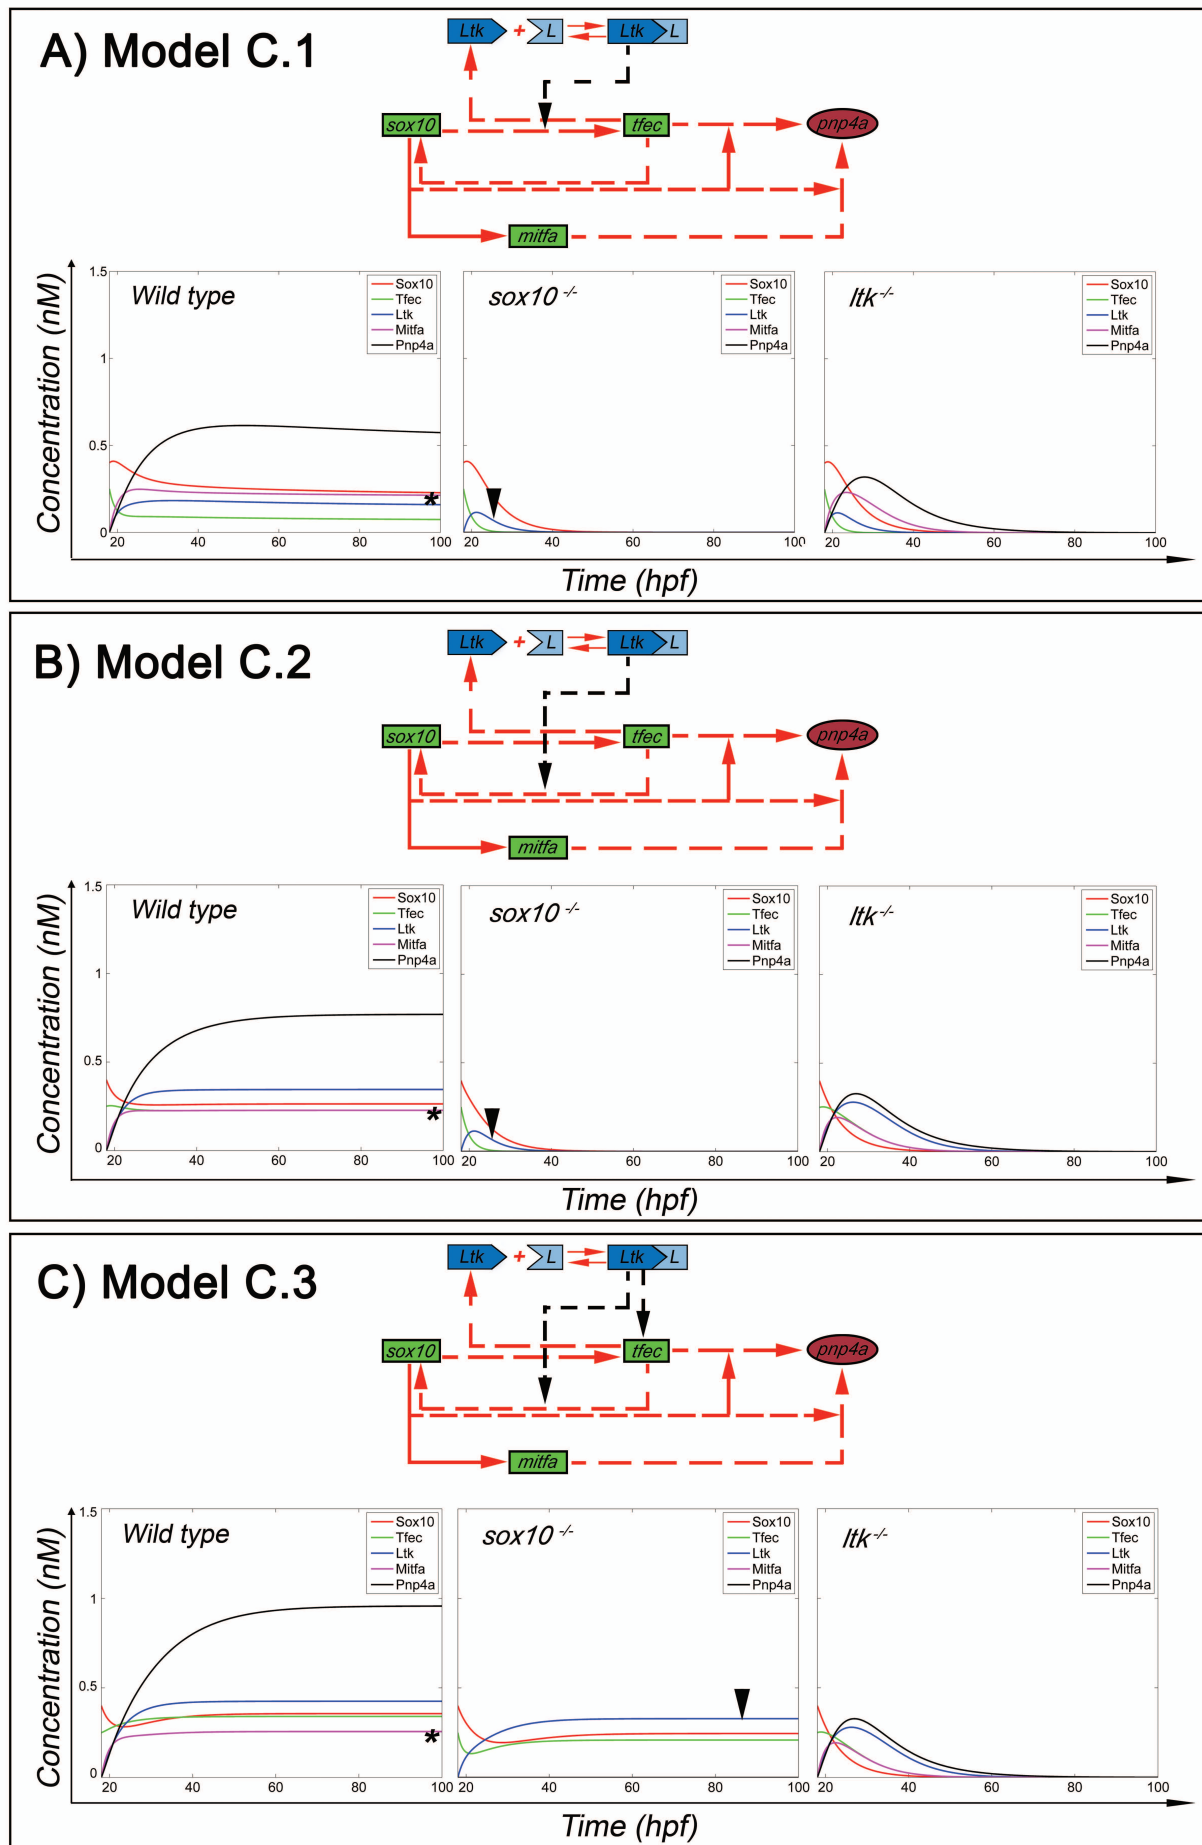 A) Model C.1
Ltk + L Ltk L
sox10 tfec pnp4a
mitfa
Concentration (nM)
1.5
1
0.5
0
Wild type
Sox10
Tfec
Ltk
Mitfa
Pnp4a
*
20 40 60 80 100
sox10 -/-
Sox10
Tfec
Ltk
Mitfa
Pnp4a
20 40 60 80 100
ltk -/-
Sox10
Tfec
Ltk
Mitfa
Pnp4a
20 40 60 80 100
Time (hpf)
B) Model C.2
Ltk + L Ltk L
sox10 tfec pnp4a
mitfa
Concentration (nM)
1.5
1
0.5
0
Wild type
Sox10
Tfec
Ltk
Mitfa
Pnp4a
*
20 40 60 80 100
sox10 -/-
Sox10
Tfec
Ltk
Mitfa
Pnp4a
20 40 60 80 100
ltk -/-
Sox10
Tfec
Ltk
Mitfa
Pnp4a
20 40 60 80 100
Time (hpf)
C) Model C.3
Ltk + L Ltk L
sox10 tfec pnp4a
mitfa
Concentration (nM)
1.5
1
0.5
0
Wild type
Sox10
Tfec
Ltk
Mitfa
Pnp4a
*
20 40 60 80 100
sox10 -/-
Sox10
Tfec
Ltk
Mitfa
Pnp4a
20 40 60 80 100
ltk -/-
Sox10
Tfec
Ltk
Mitfa
Pnp4a
20 40 60 80 100
Time (hpf)